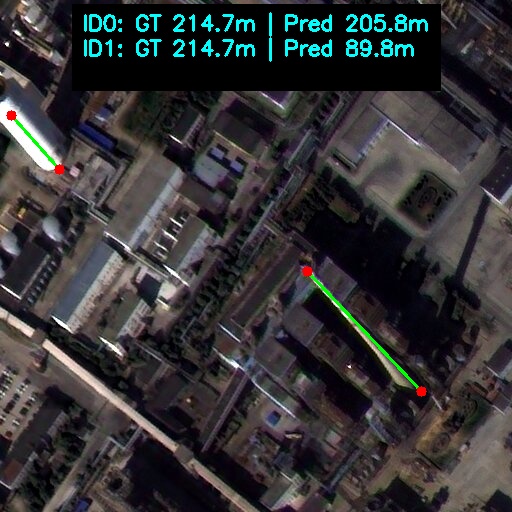 ID0: GT 214.7m | Pred 205.8m
ID1: GT 214.7m | Pred 89.8m